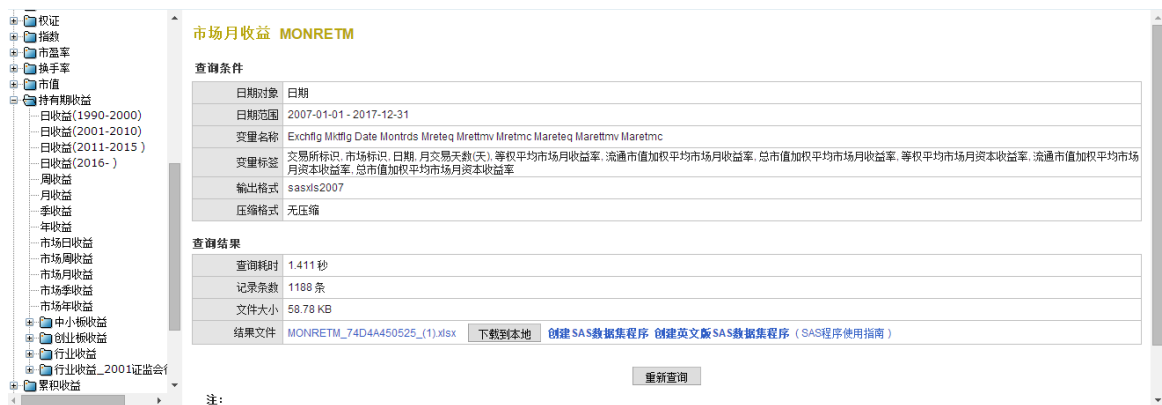 权证
指数
市盈率
换手率
市值
持有期收益
日收益(1990-2000)
日收益(2001-2010)
日收益(2011-2015 )
日收益(2016- )
周收益
月收益
季收益
年收益
市场日收益
市场周收益
市场月收益
市场季收益
市场年收益
中小板收益
创业板收益
行业收益
行业收益_2001证监会行
累积收益
市场月收益 MONRETM
查询条件
日期对象 日期
日期范围 2007-01-01 - 2017-12-31
变量名称 Exchflg Mktflg Date Montrds Mreteq Mrettmv Mretmc Mareteq Marettmv Maretmc
变量标签 交易所标识, 市场标识, 日期, 月交易天数(天), 等权平均市场月收益率, 流通市值加权平均市场月收益率, 总市值加权平均市场月收益率, 等权平均市场月资本收益率, 流通市值加权平均市场
月资本收益率, 总市值加权平均市场月资本收益率
输出格式 sasxls2007
压缩格式 无压缩
查询结果
查询耗时 1.411 秒
记录条数 1188 条
文件大小 58.78 KB
结果文件 MONRETM_74D4A450525_(1).xlsx 下载到本地 创建SAS数据集程序 创建英文版SAS数据集程序 ( SAS程序使用指南 )
重新查询
注: